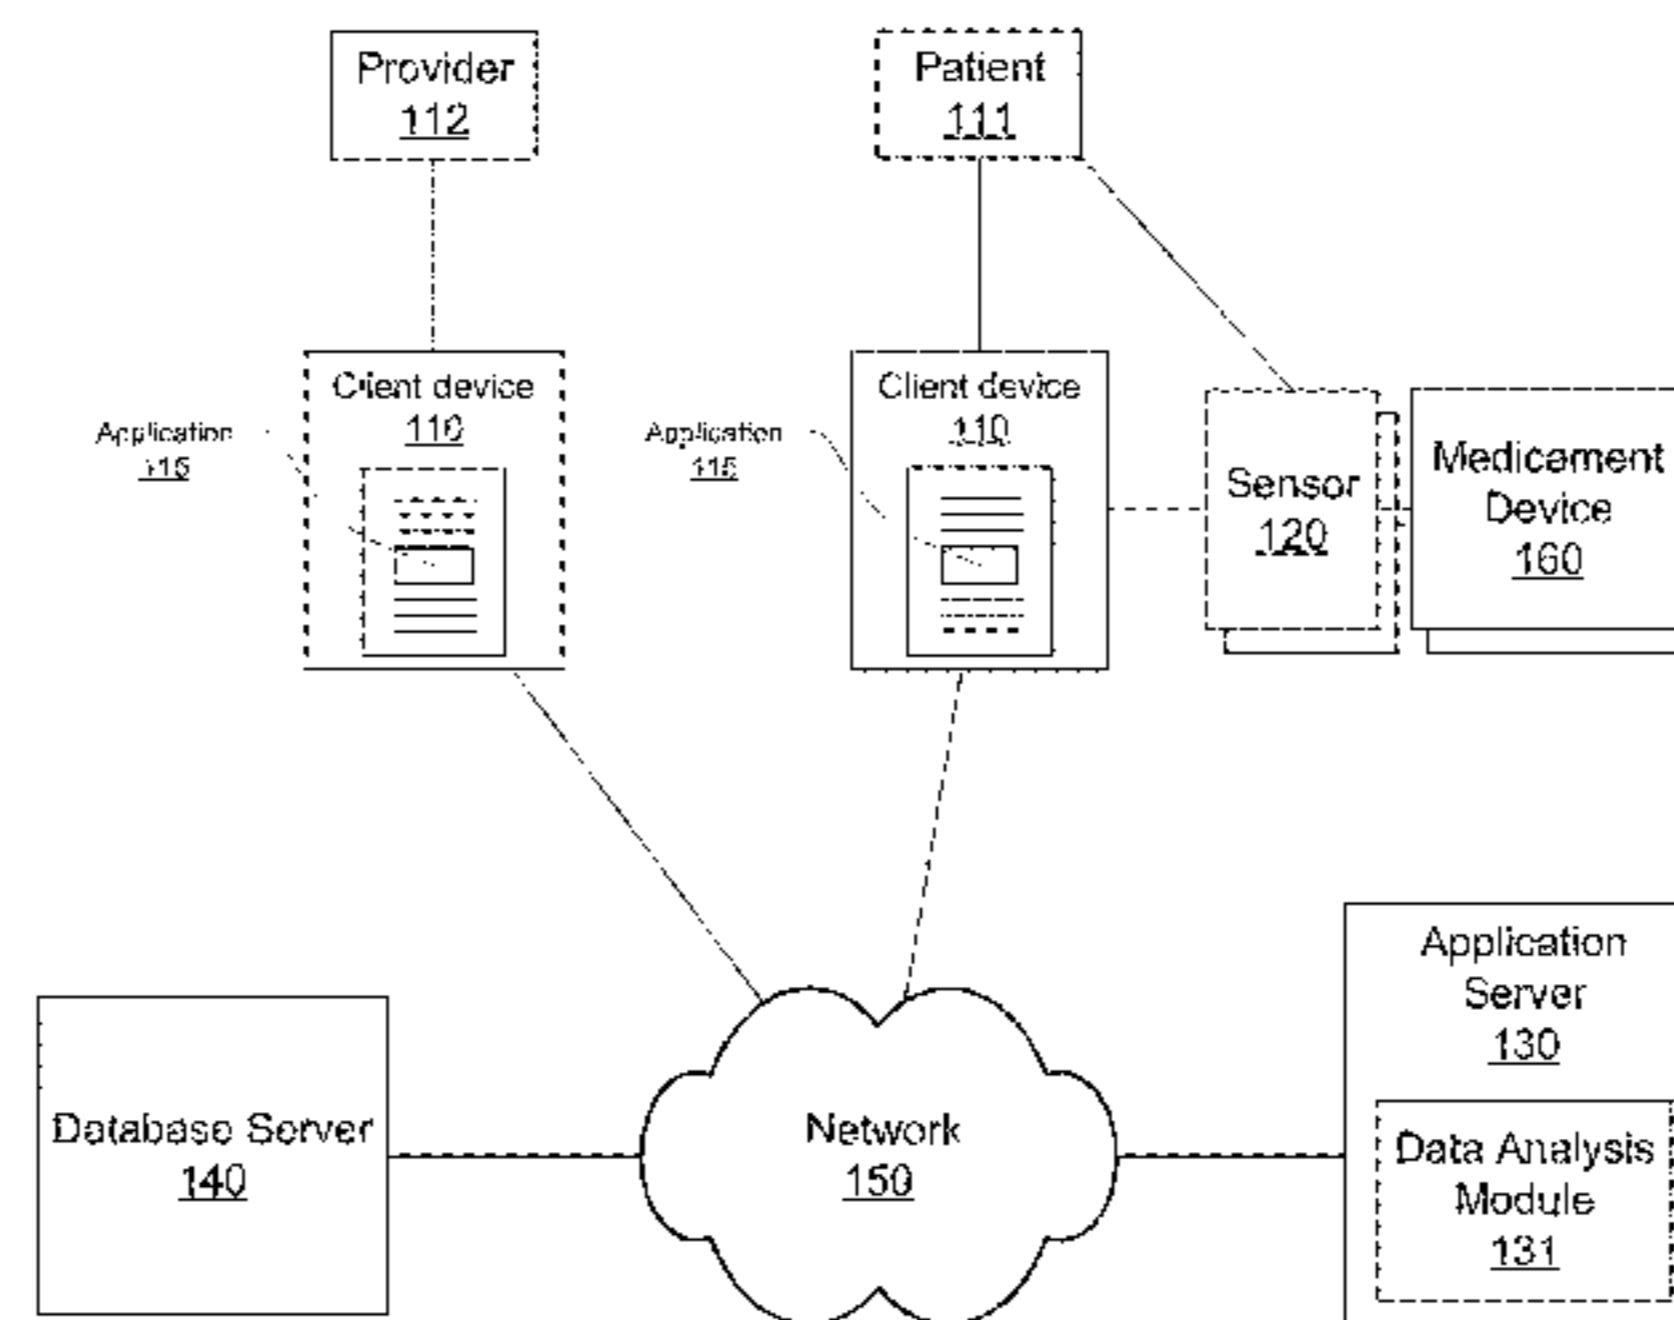 Provider
112
Patient
111
Client device
110
Application
115
Client device
110
Application
115
Sensor
120
Medicament
Device
160
Application
Server
130
Database Server
140
Network
150
Data Analysis
Module
131